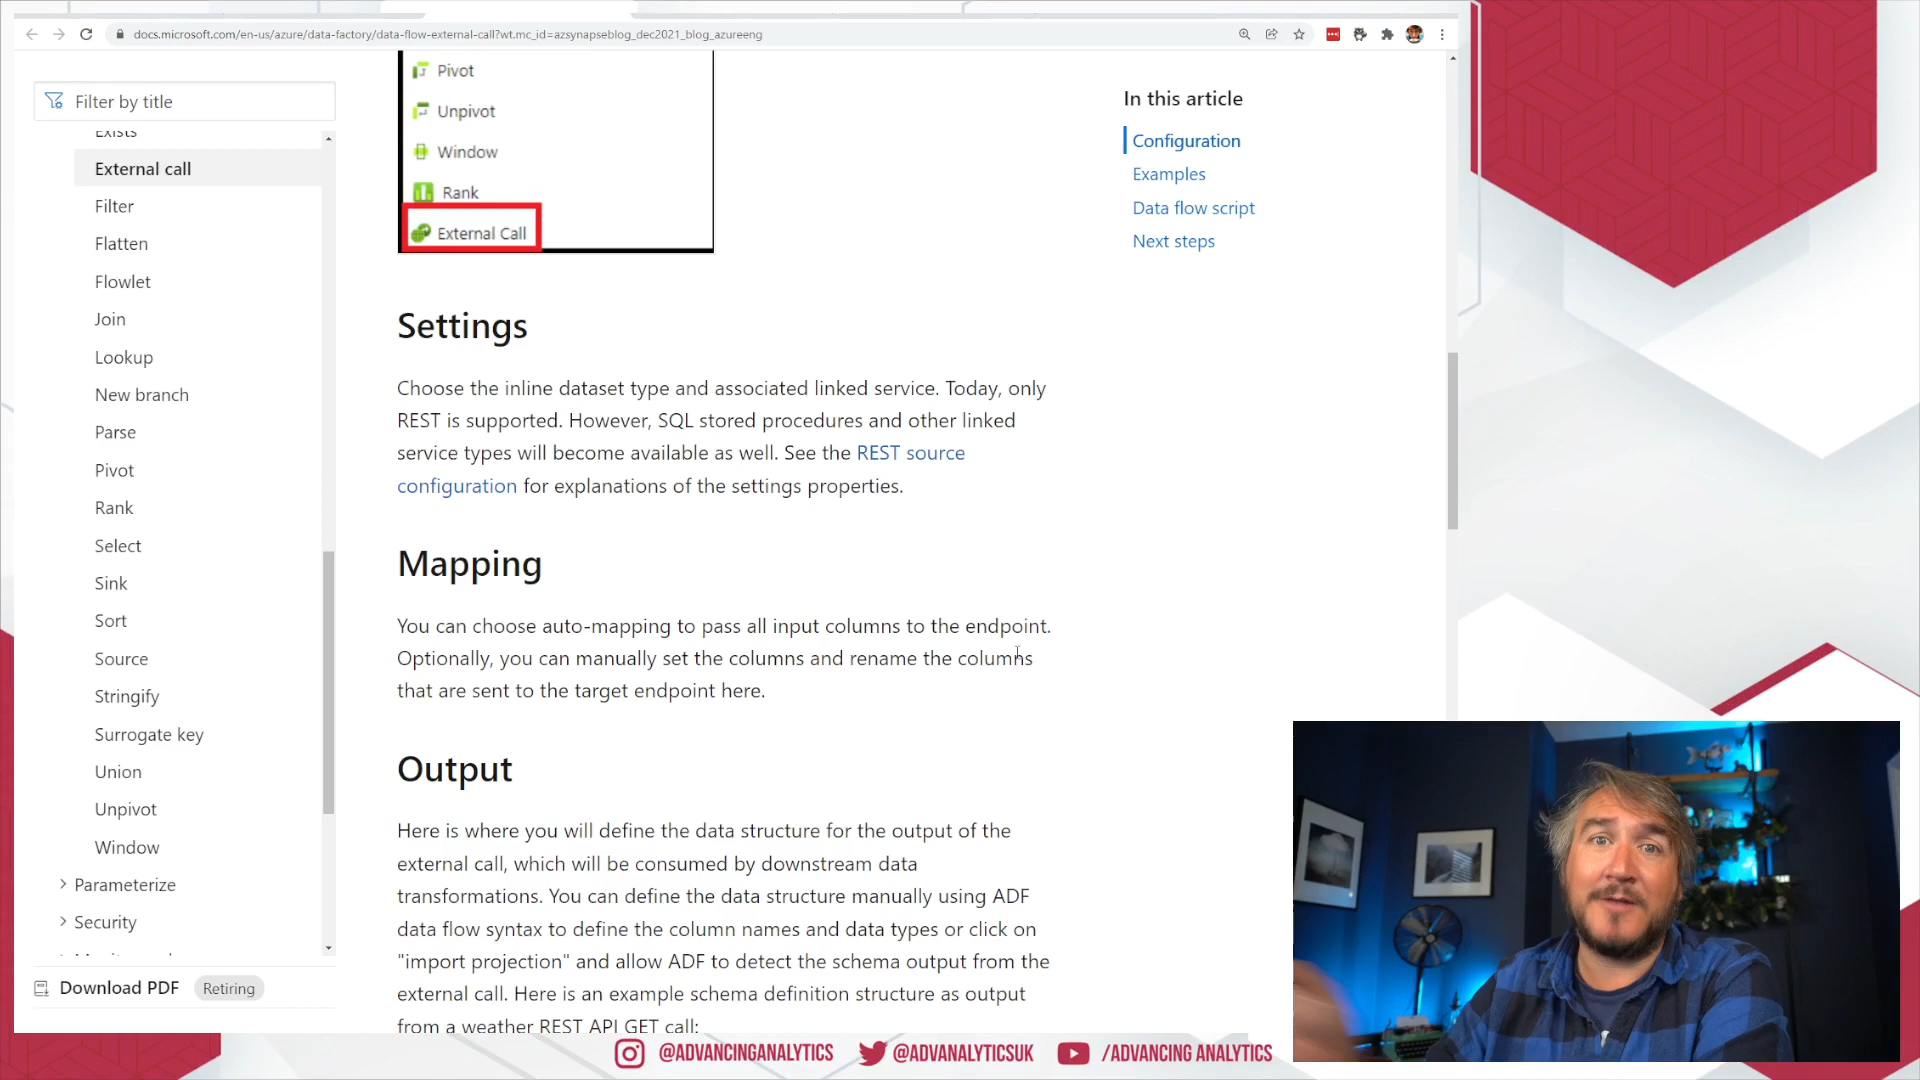 docs.microsoft.com/en-us/azure/data-factory/data-flow-external-call?wt.mc_id=azsynapseblog_dec2021_blog_azureeng
Filter by title
Exists
External call
Filter
Flatten
Flowlet
Join
Lookup
New branch
Parse
Pivot
Rank
Select
Sink
Sort
Source
Stringify
Surrogate key
Union
Unpivot
Window
Parameterize
Security
Download PDF Retiring
Pivot
Unpivot
Window
Rank
External Call
Settings
Choose the inline dataset type and associated linked service. Today, only
REST is supported. However, SQL stored procedures and other linked
service types will become available as well. See the REST source
configuration for explanations of the settings properties.
Mapping
You can choose auto-mapping to pass all input columns to the endpoint.
Optionally, you can manually set the columns and rename the columns
that are sent to the target endpoint here.
Output
Here is where you will define the data structure for the output of the
external call, which will be consumed by downstream data
transformations. You can define the data structure manually using ADF
data flow syntax to define the column names and data types or click on
"import projection" and allow ADF to detect the schema output from the
external call. Here is an example schema definition structure as output
from a weather REST API GET call:
In this article
Configuration
Examples
Data flow script
Next steps
@ADVANCINGANALYTICS @ADVANALYTICSUK /ADVANCING ANALYTICS